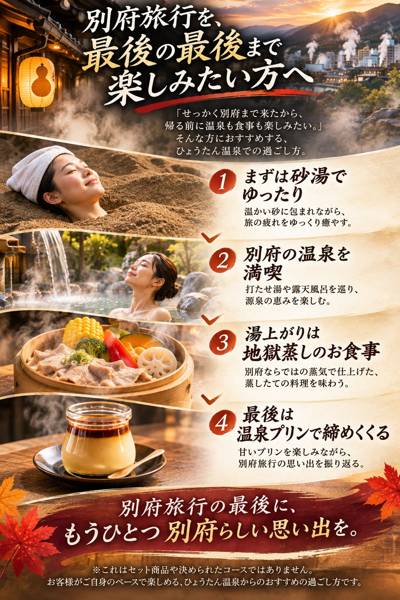 別府旅行を、
最後の最後まで
楽しみたい方へ
「せっかく別府まで来たから、
帰る前に温泉も食事も楽しみたい。」
そんな方におすすめする、
ひょうたん温泉での過ごし方。
1 まずは砂湯で
ゆったり
温かい砂に包まれながら、
旅の疲れをゆっくり癒やす。
2 別府の温泉を
満喫
打たせ湯や露天風呂を巡り、
源泉の恵みを楽しむ。
3 湯上がりは
地獄蒸しのお食事
別府ならではの蒸気で仕上げた、
蒸したての料理を味わう。
4 最後は
温泉プリンで締めくくる
甘いプリンを楽しみながら、
別府旅行の思い出を振り返る。
別府旅行の最後に、
もうひとつ 別府らしい思い出を。
※これはセット商品や決められたコースではありません。
お客様がご自身のペースで楽しめる、ひょうたん温泉からのおすすめの過ごし方です。